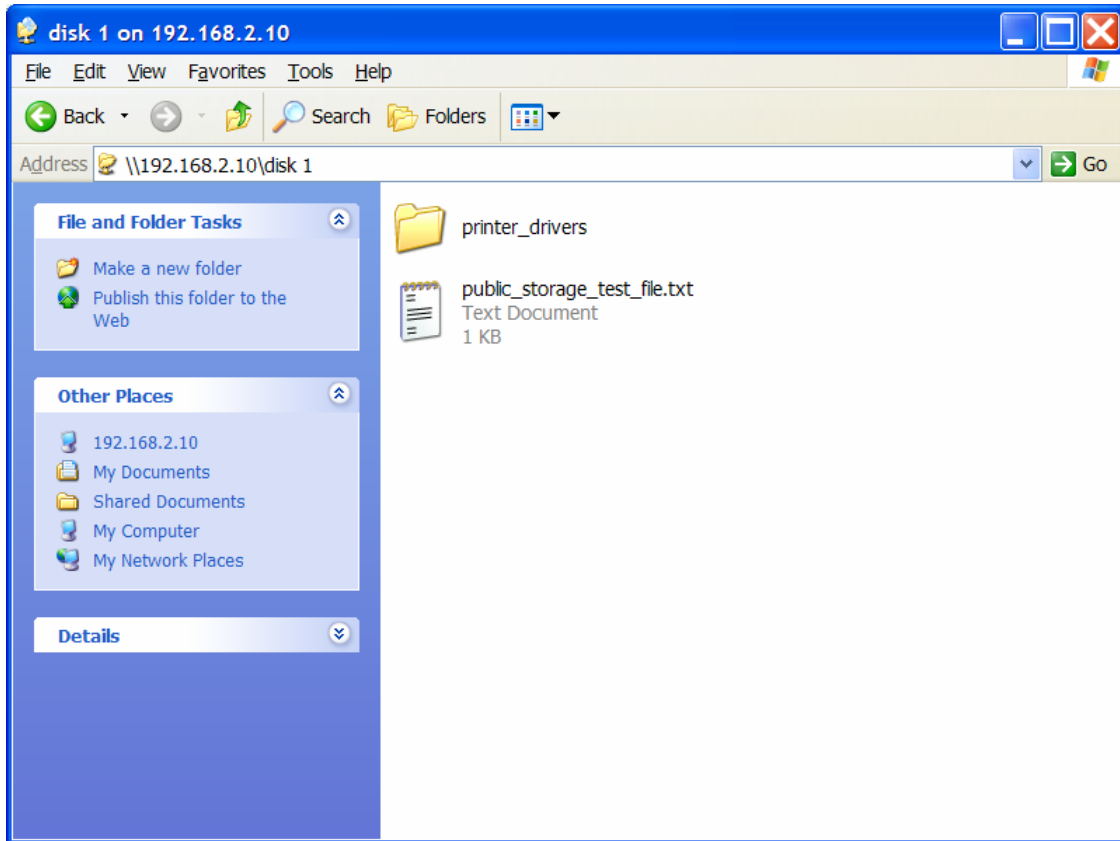 disk 1 on 192.168.2.10
File Edit View Favorites Tools Help
Back Search Folders
Address \\192.168.2.10\disk 1 Go
File and Folder Tasks
Make a new folder
Publish this folder to the
Web
Other Places
192.168.2.10
My Documents
Shared Documents
My Computer
My Network Places
Details
printer_drivers
public_storage_test_file.txt
Text Document
1 KB